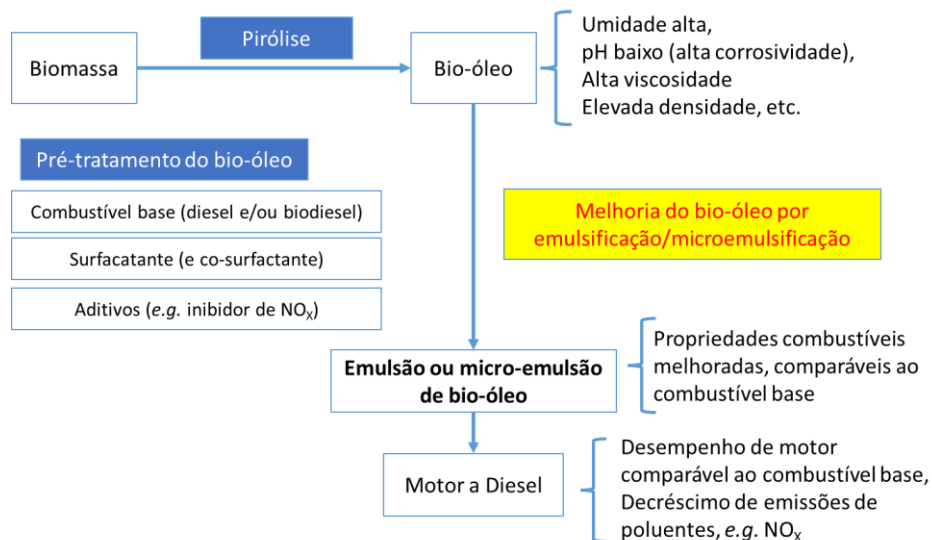 Pirólise
Biomassa
Bio-óleo
Umidade alta,
pH baixo (alta corrosividade),
Alta viscosidade
Elevada densidade, etc.
Pré-tratamento do bio-óleo
Combustível base (diesel e/ou biodiesel)
Surfacatante (e co-surfactante)
Aditivos (e.g. inibidor de NOX)
Melhoria do bio-óleo por
emulsificação/microemulsificação
Emulsão ou micro-emulsão
de bio-óleo
Propriedades combustíveis
melhoradas, comparáveis ao
combustível base
Motor a Diesel
Desempenho de motor
comparável ao combustível base,
Decréscimo de emissões de
poluentes, e.g. NOX